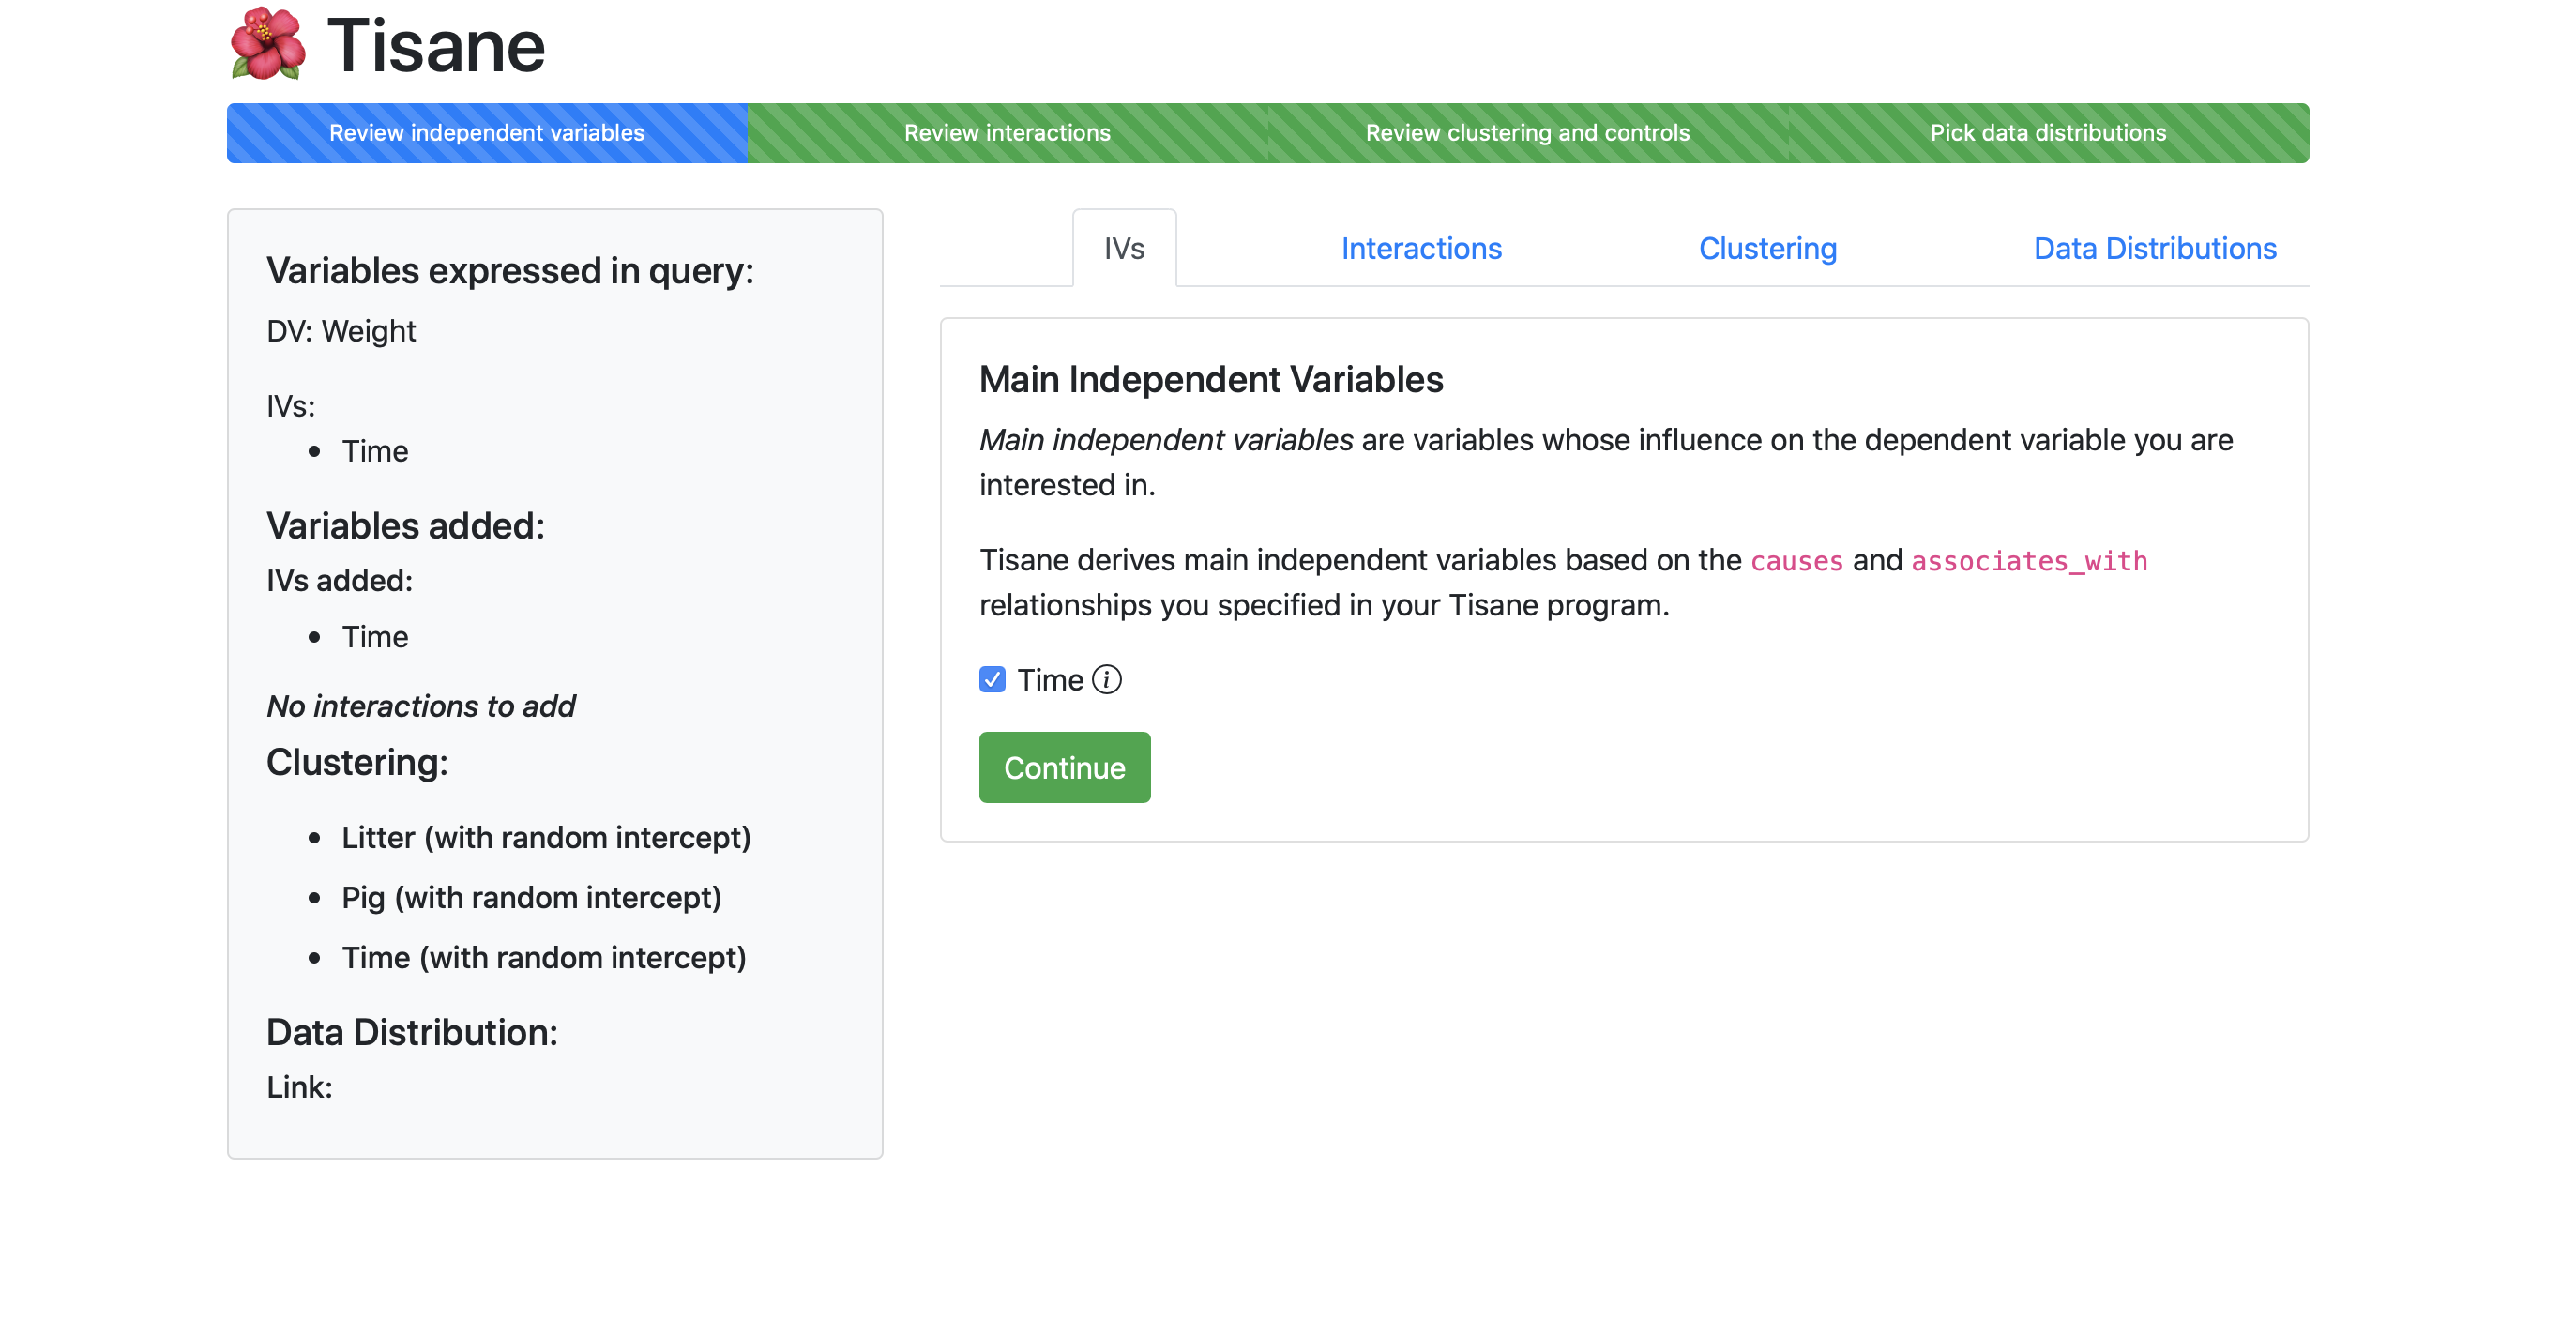 Tisane
Review independent variables
Review interactions
Review clustering and controls
Pick data distributions
Variables expressed in query:
DV: Weight
IVs:
Time
Variables added:
IVs added:
Time
No interactions to add
Clustering:
Litter (with random intercept)
Pig (with random intercept)
Time (with random intercept)
Data Distribution:
Link:
IVs
Interactions
Clustering
Data Distributions
Main Independent Variables
Main independent variables are variables whose influence on the dependent variable you are
interested in.
Tisane derives main independent variables based on the causes and associates_with
relationships you specified in your Tisane program.
Time i
Continue